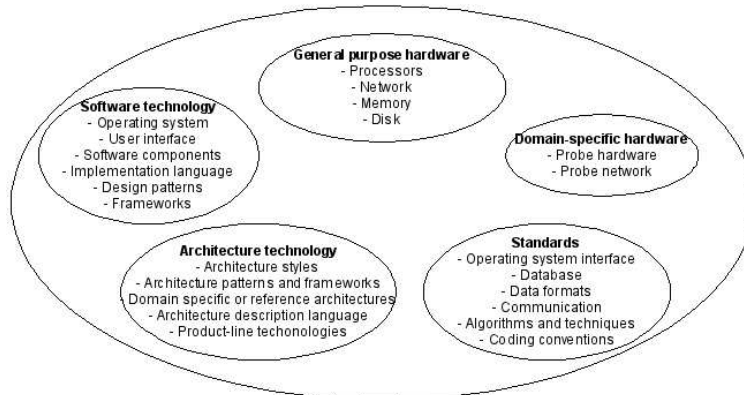 General purpose hardware
- Processors
- Network
- Memory
- Disk
Software technology
- Operating system
- User interface
- Software components
- Implementation language
- Design patterns
- Frameworks
Domain-specific hardware
- Probe hardware
- Probe network
Architecture technology
- Architecture styles
- Architecture patterns and frameworks
- Domain specific or reference architectures
- Architecture description language
- Product-line techonologies
Standards
- Operating system interface
- Database
- Data formats
- Communication
- Algorithms and techniques
- Coding conventions